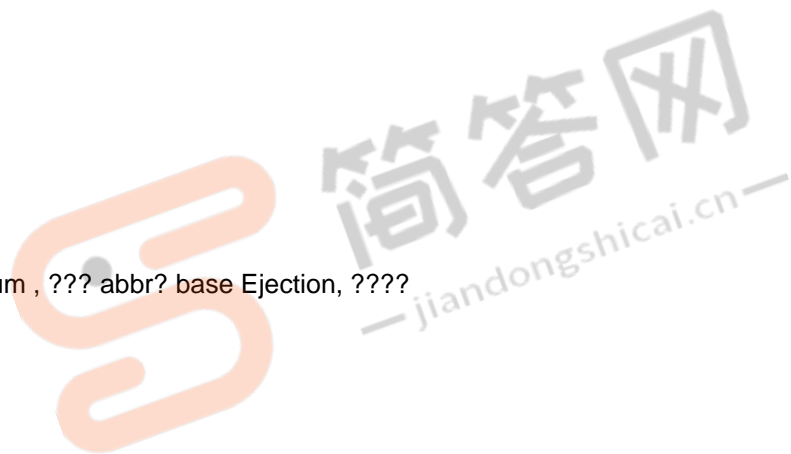 简答网
jiandongshicai.cn
um , ??? abbr? base Ejection, ????